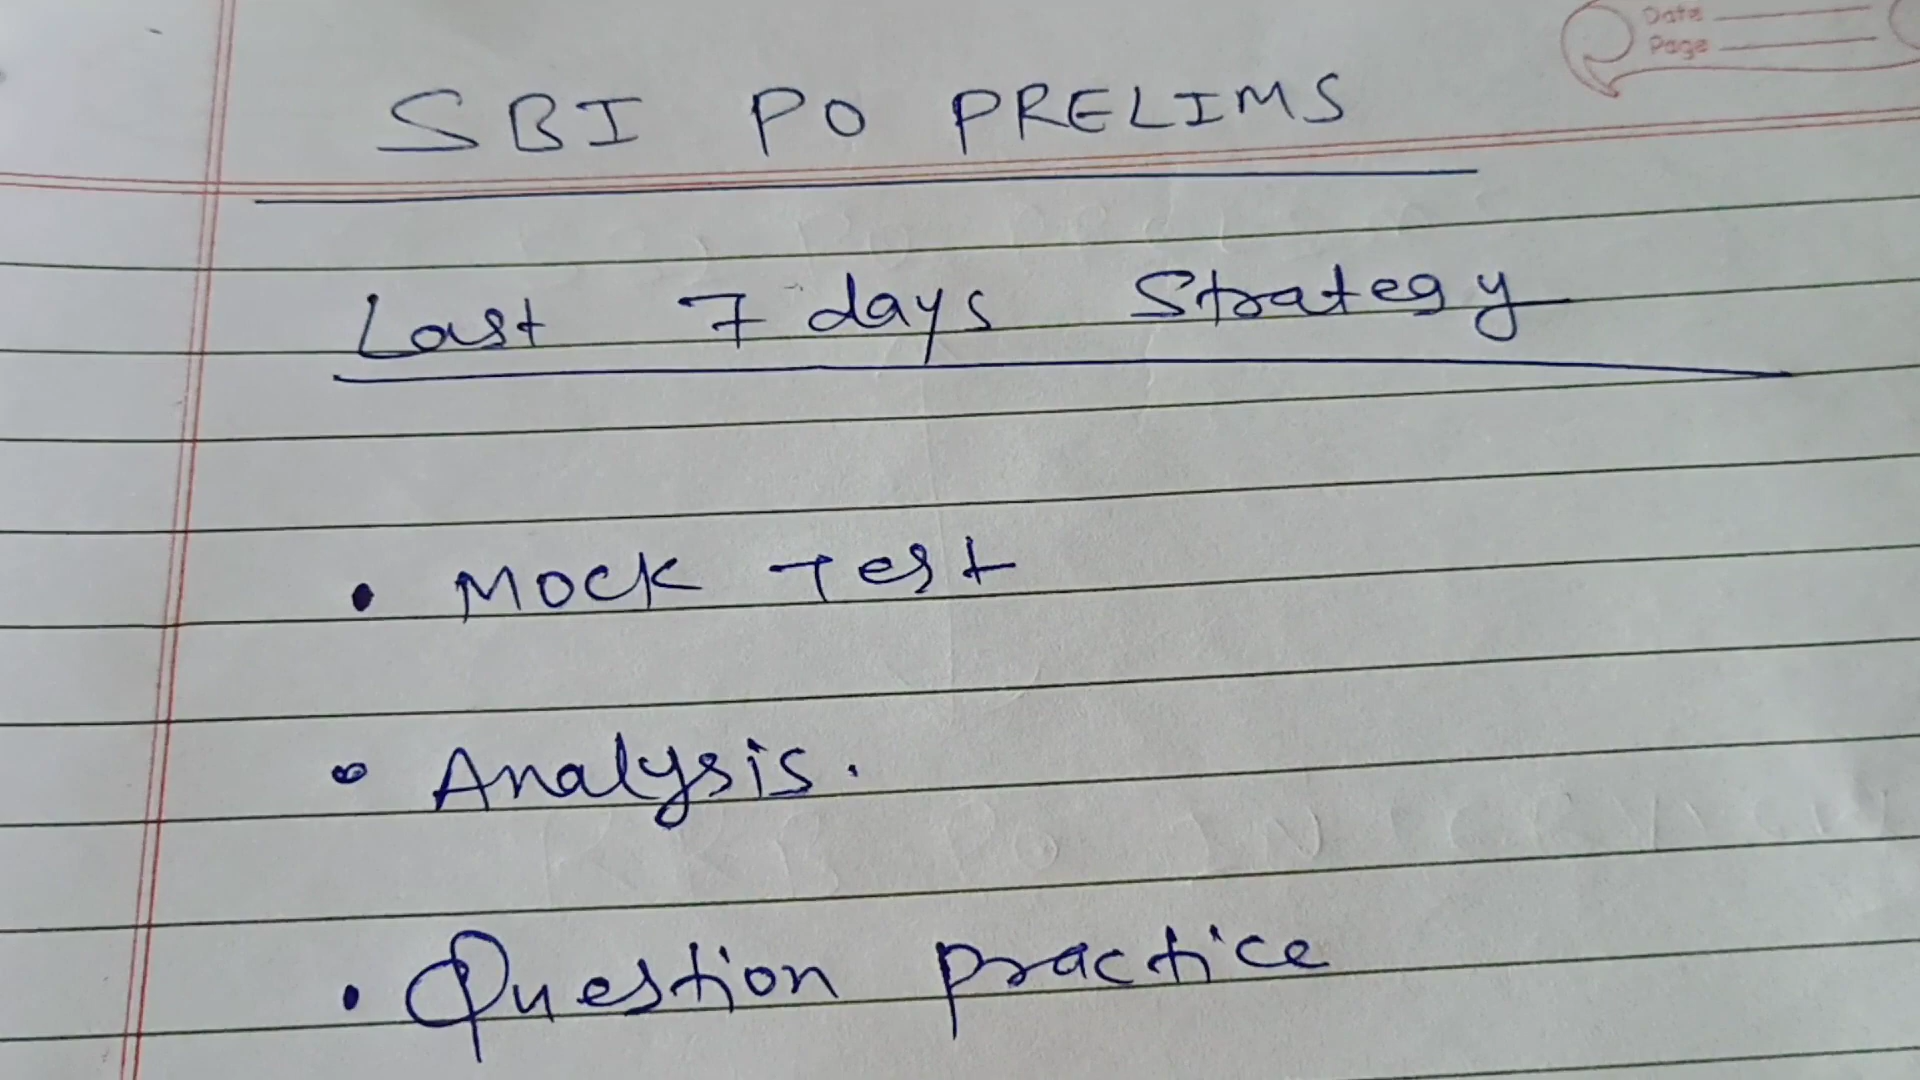 Date
Page
SBI PO PRELIMS
Last 7 days Strategy
• Mock Test
• Analysis.
• Question practice